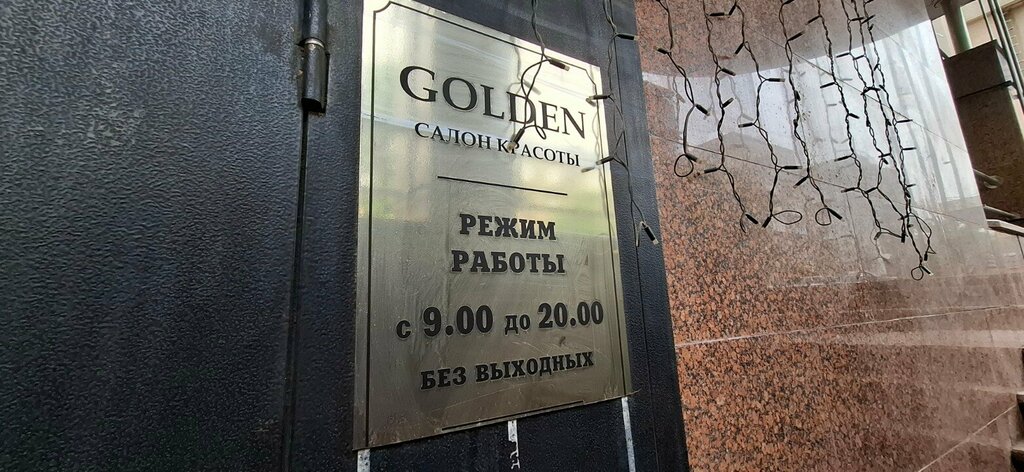 GOLDEN
САЛОН КРАСОТЫ
РЕЖИМ
РАБОТЫ
с 9.00 до 20.00
БЕЗ ВЫХОДНЫХ